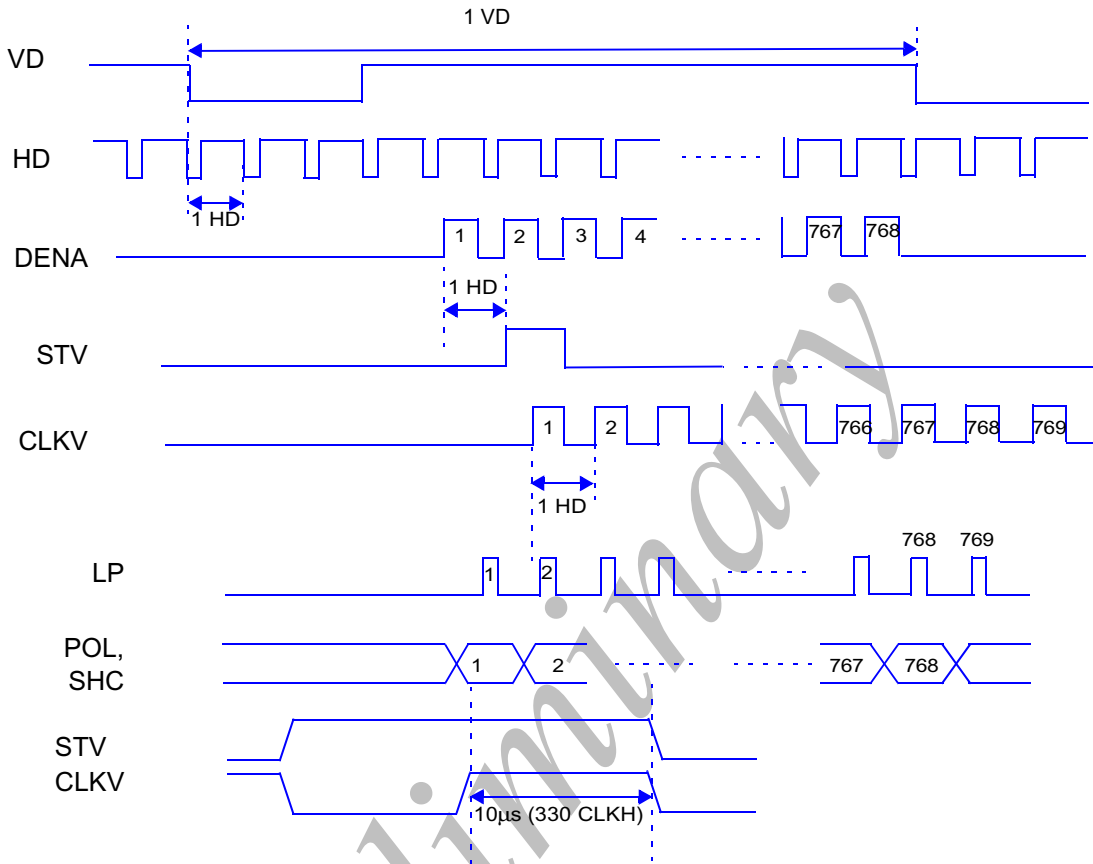 1 VD
VD
HD
1 HD
DENA
1 2 3 4 767 768
1 HD
STV
CLKV
1 2 766 767 768 769
1 HD
LP
1 2 768 769
POL,
SHC
1 2 767 768
STV
CLKV
10µs (330 CLKH)
liminary